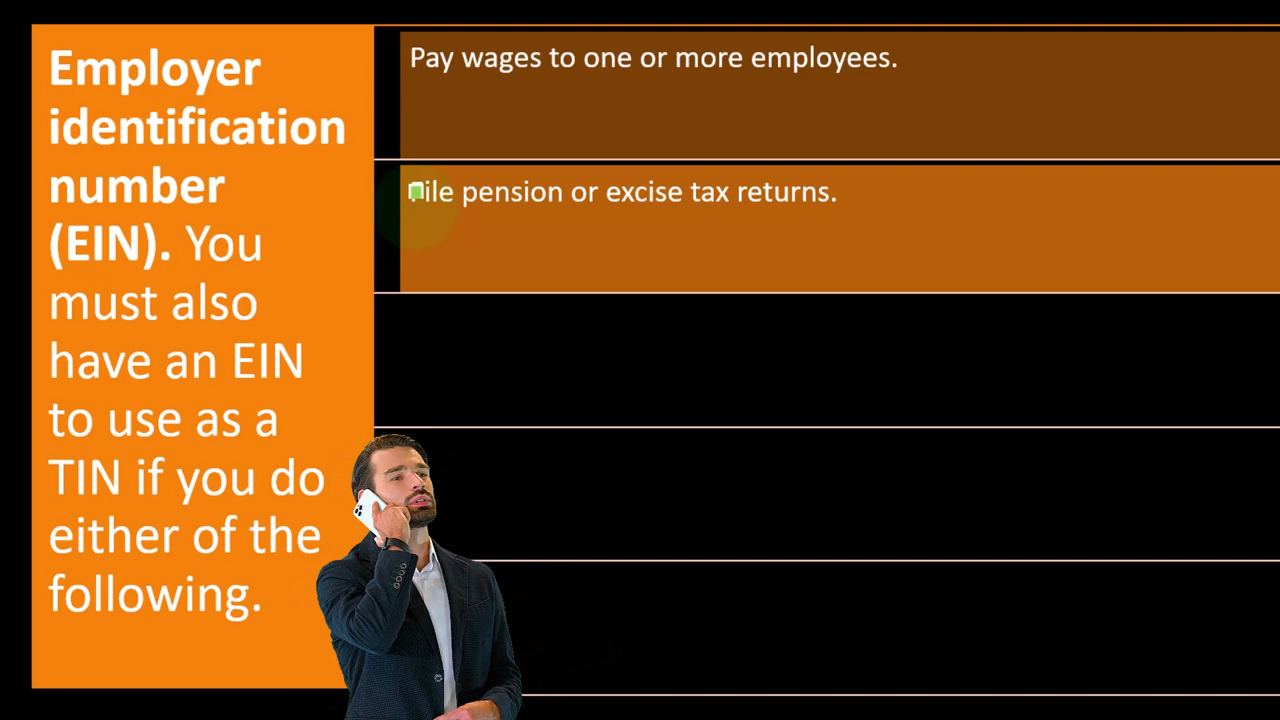 Employer
identification
number
(EIN). You
must also
have an EIN
to use as a
TIN if you do
either of the
following.
Pay wages to one or more employees.
File pension or excise tax returns.